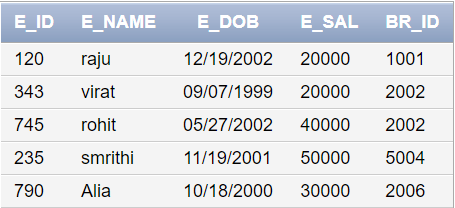 E_ID E_NAME E_DOB E_SAL BR_ID
120 raju 12/19/2002 20000 1001
343 virat 09/07/1999 20000 2002
745 rohit 05/27/2002 40000 2002
235 smrithi 11/19/2001 50000 5004
790 Alia 10/18/2000 30000 2006